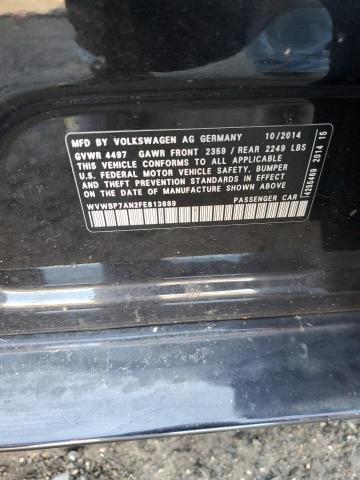 MFD BY VOLKSWAGEN AG GERMANY 10/2014
GVWR 4497 GAWR FRONT 2359 / REAR 2249 LBS
THIS VEHICLE CONFORMS TO ALL APPLICABLE
U.S. FEDERAL MOTOR VEHICLE SAFETY, BUMPER
AND THEFT PREVENTION STANDARDS IN EFFECT
ON THE DATE OF MANUFACTURE SHOWN ABOVE
WVWBP7AN2FE813889 PASSENGER CAR
14250469 2014 15